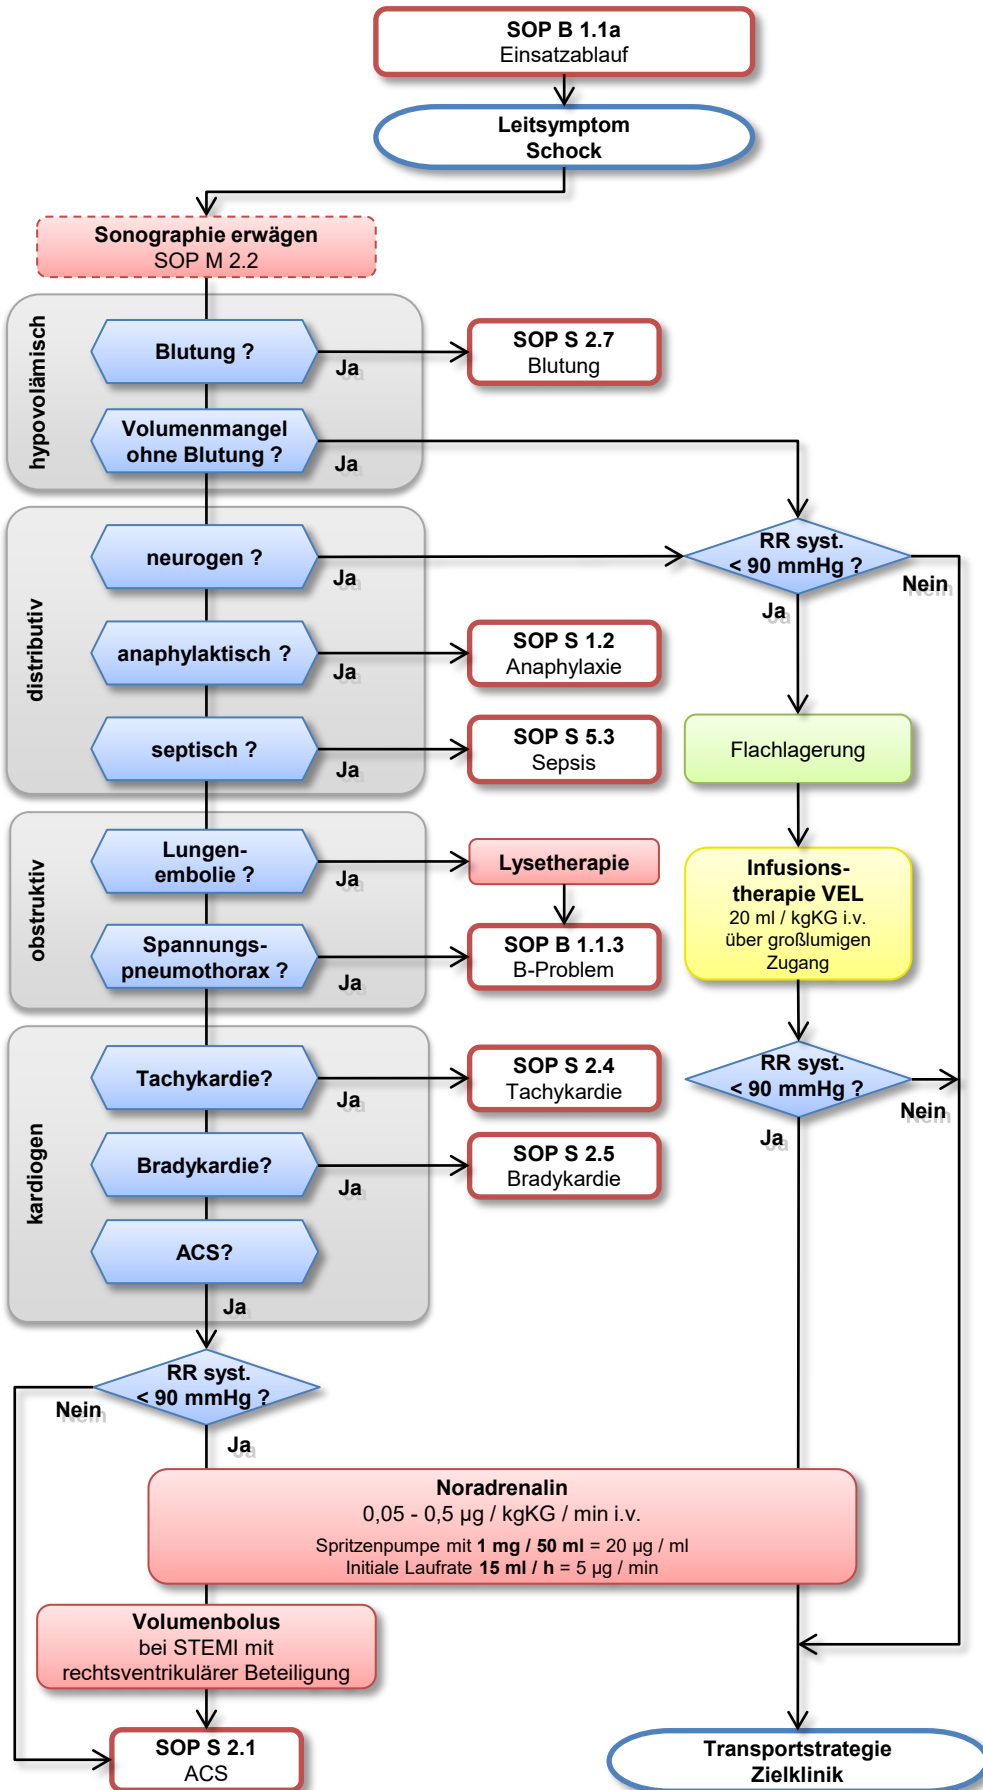 SOP B 1.1a
Einsatzablauf
Leitsymptom
Schock
Sonographie erwägen
SOP M 2.2
hypovolämisch
Blutung ?
Ja
SOP S 2.7
Blutung
Volumenmangel
ohne Blutung ?
Ja
distributiv
neurogen ?
Ja
RR syst.
< 90 mmHg ?
Nein
Ja
anaphylaktisch ?
Ja
SOP S 1.2
Anaphylaxie
septisch ?
Ja
SOP S 5.3
Sepsis
Flachlagerung
obstruktiv
Lungen-
embolie ?
Ja
Lysetherapie
Infusions-
therapie VEL
20 ml / kgKG i.v.
über großlumigen
Zugang
Spannungs-
pneumothorax ?
Ja
SOP B 1.1.3
B-Problem
kardiogen
Tachykardie?
Ja
SOP S 2.4
Tachykardie
RR syst.
< 90 mmHg ?
Nein
Ja
Bradykardie?
Ja
SOP S 2.5
Bradykardie
ACS?
Ja
RR syst.
< 90 mmHg ?
Nein
Ja
Noradrenalin
0,05 - 0,5 µg / kgKG / min i.v.
Spritzenpumpe mit 1 mg / 50 ml = 20 µg / ml
Initiale Laufrate 15 ml / h = 5 µg / min
Volumenbolus
bei STEMI mit
rechtsventrikulärer Beteiligung
SOP S 2.1
ACS
Transportstrategie
Zielklinik